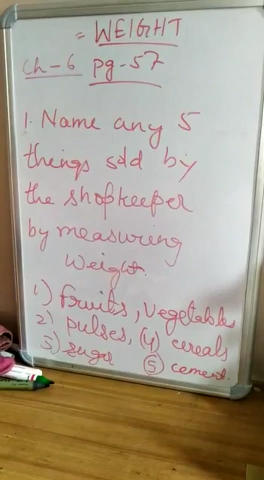 = WEIGHT
Ch-6 pg-57
1. Name any 5
things sold by
the shopkeeper
by measuring
Weight.
1) Fruits, Vegetables
2) pulses, (4) cereals
3) sugar (5) cement.